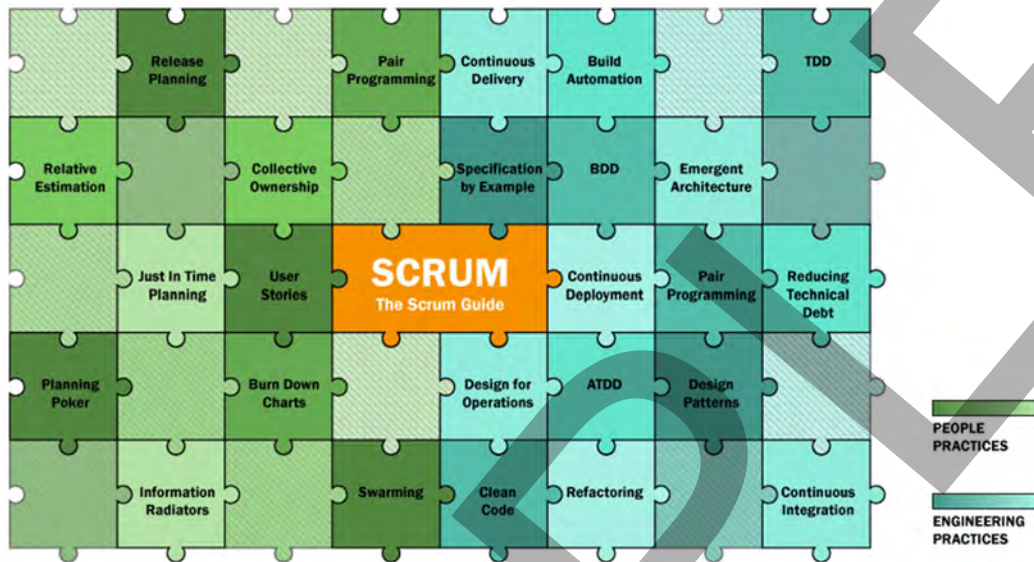 Release
Planning
Pair
Programming
Continuous
Delivery
Build
Automation
TDD
Relative
Estimation
Collective
Ownership
Specification
by Example
BDD
Emergent
Architecture
Just In Time
Planning
User
Stories
SCRUM
The Scrum Guide
Continuous
Deployment
Pair
Programming
Reducing
Technical
Debt
Planning
Poker
Burn Down
Charts
Design for
Operations
ATDD
Design
Patterns
Information
Radiators
Swarming
Clean
Code
Refactoring
Continuous
Integration
PEOPLE
PRACTICES
ENGINEERING
PRACTICES